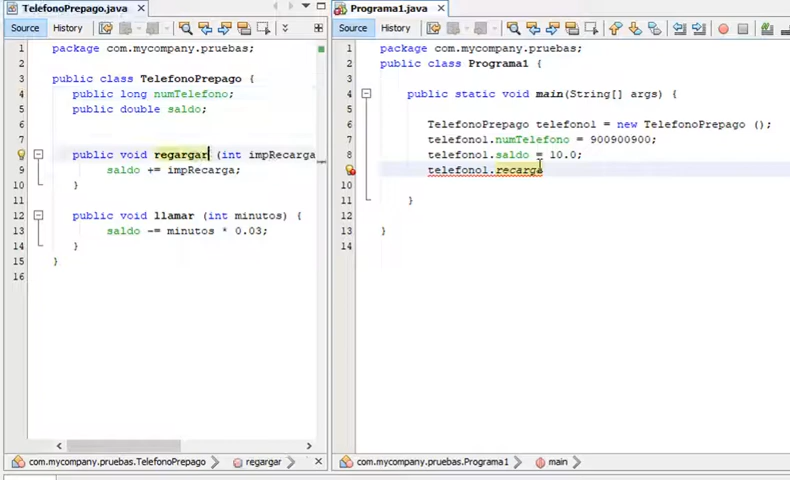 TelefonoPrepago.java
Source History
1 package com.mycompany.pruebas;
2
3 public class TelefonoPrepago {
4 public long numTelefono;
5 public double saldo;
6
7
public void regargar (int impRecarga
9 saldo += impRecarga;
10 }
11
12 public void llamar (int minutos) {
13 saldo -= minutos * 0.03;
14 }
15 }
16
com.mycompany.pruebas.TelefonoPrepago regargar
Programa1.java
Source History
1 package com.mycompany.pruebas;
2 public class Programa1 {
3
4 public static void main(String[] args) {
5
6 TelefonoPrepago telefono1 = new TelefonoPrepago ();
7 telefono1.numTelefono = 900900900;
8 telefono1.saldo = 10.0;
telefono1.recarga
10
11 }
12
13 }
14
com.mycompany.pruebas.Programa1 main